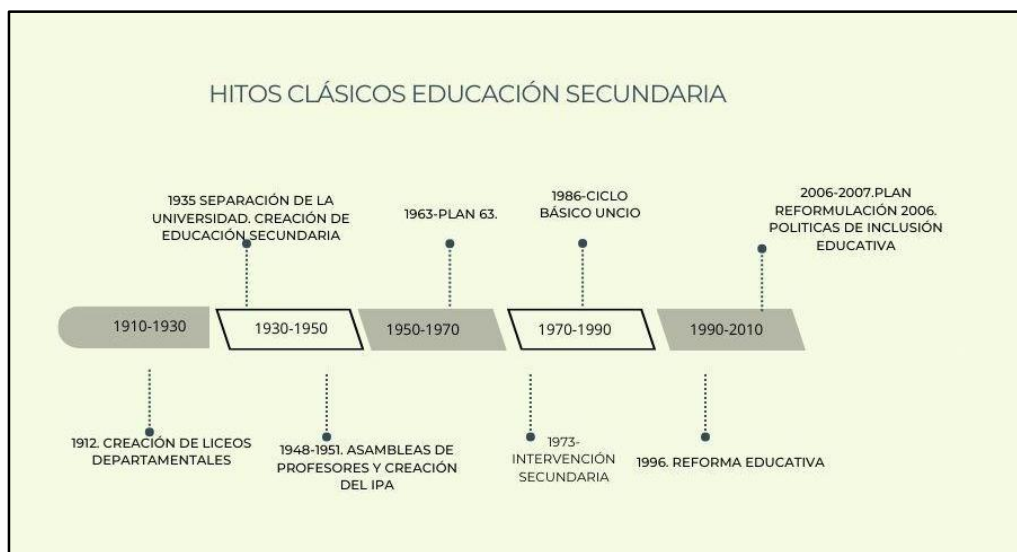 HITOS CLÁSICOS EDUCACIÓN SECUNDARIA
1935 SEPARACIÓN DE LA
UNIVERSIDAD. CREACIÓN DE
EDUCACIÓN SECUNDARIA
1963-PLAN 63.
1986-CICLO
BÁSICO UNCIO
2006-2007.PLAN
REFORMULACIÓN 2006.
POLITICAS DE INCLUSIÓN
EDUCATIVA
1910-1930
1930-1950
1950-1970
1970-1990
1990-2010
1912. CREACIÓN DE LICEOS
DEPARTAMENTALES
1948-1951. ASAMBLEAS DE
PROFESORES Y CREACIÓN
DEL IPA
1973-
INTERVENCIÓN
SECUNDARIA
1996. REFORMA EDUCATIVA